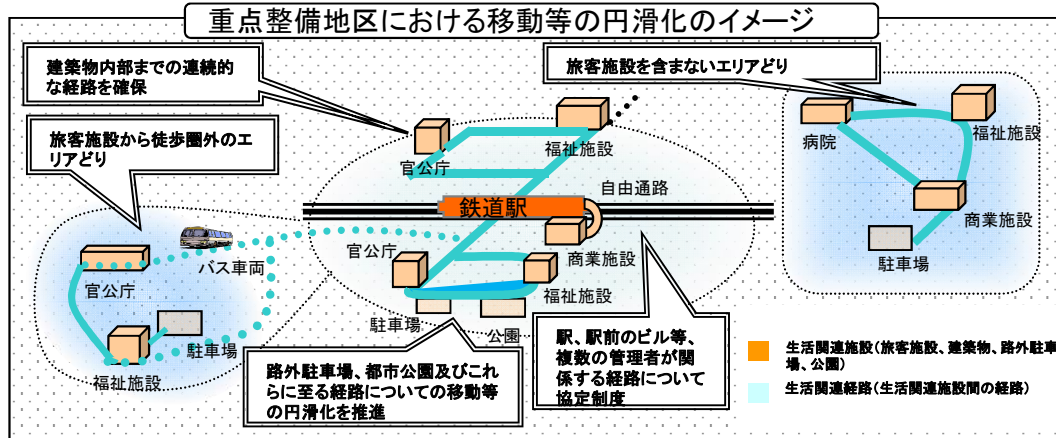 重点整備地区における移動等の円滑化のイメージ
建築物内部までの連続的
な経路を確保
旅客施設を含まないエリアどり
旅客施設から徒歩圏外のエ
リアどり
官公庁
福祉施設
自由通路
鉄道駅
官公庁
商業施設
福祉施設
駐車場
公園
バス車両
官公庁
駐車場
福祉施設
病院
福祉施設
商業施設
駐車場
路外駐車場、都市公園及びこれ
らに至る経路についての移動等
の円滑化を推進
駅、駅前のビル等、
複数の管理者が関
係する経路について
協定制度
生活関連施設(旅客施設、建築物、路外駐車
場、公園)
生活関連経路(生活関連施設間の経路)